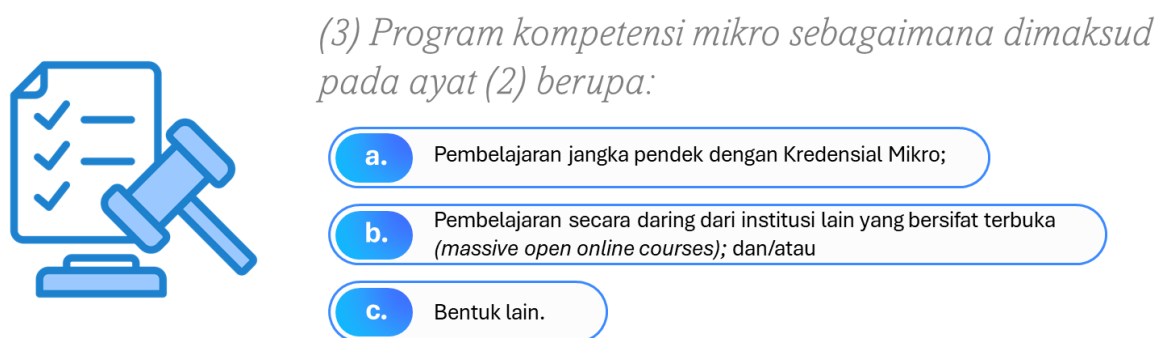 (3) Program kompetensi mikro sebagaimana dimaksud
pada ayat (2) berupa:
a. Pembelajaran jangka pendek dengan Kredensial Mikro;
b. Pembelajaran secara daring dari institusi lain yang bersifat terbuka
(massive open online courses); dan/atau
c. Bentuk lain.